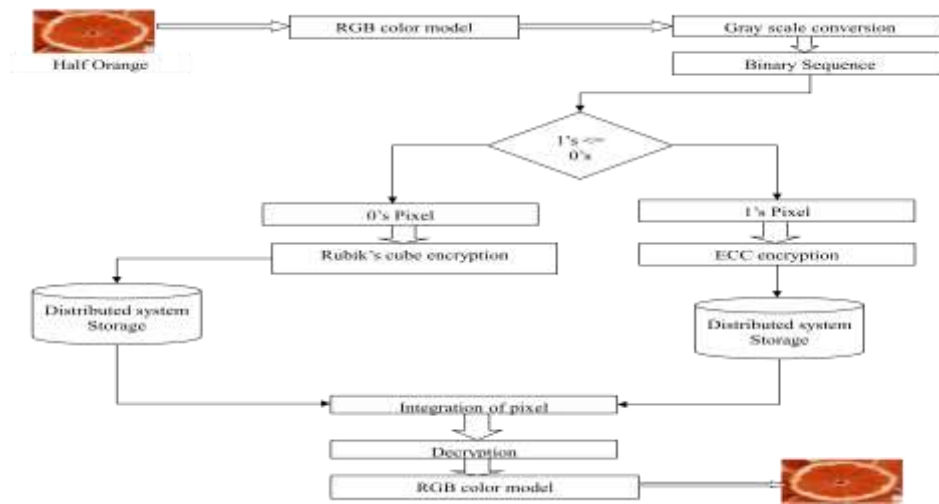 RGB color model
Gray scale conversion
Half Orange
Binary Sequence
1's <=
0's
0's Pixel
1's Pixel
Rubik's cube encryption
ECC encryption
Distributed system
Storage
Distributed system
Storage
Integration of pixel
Decryption
RGB color model